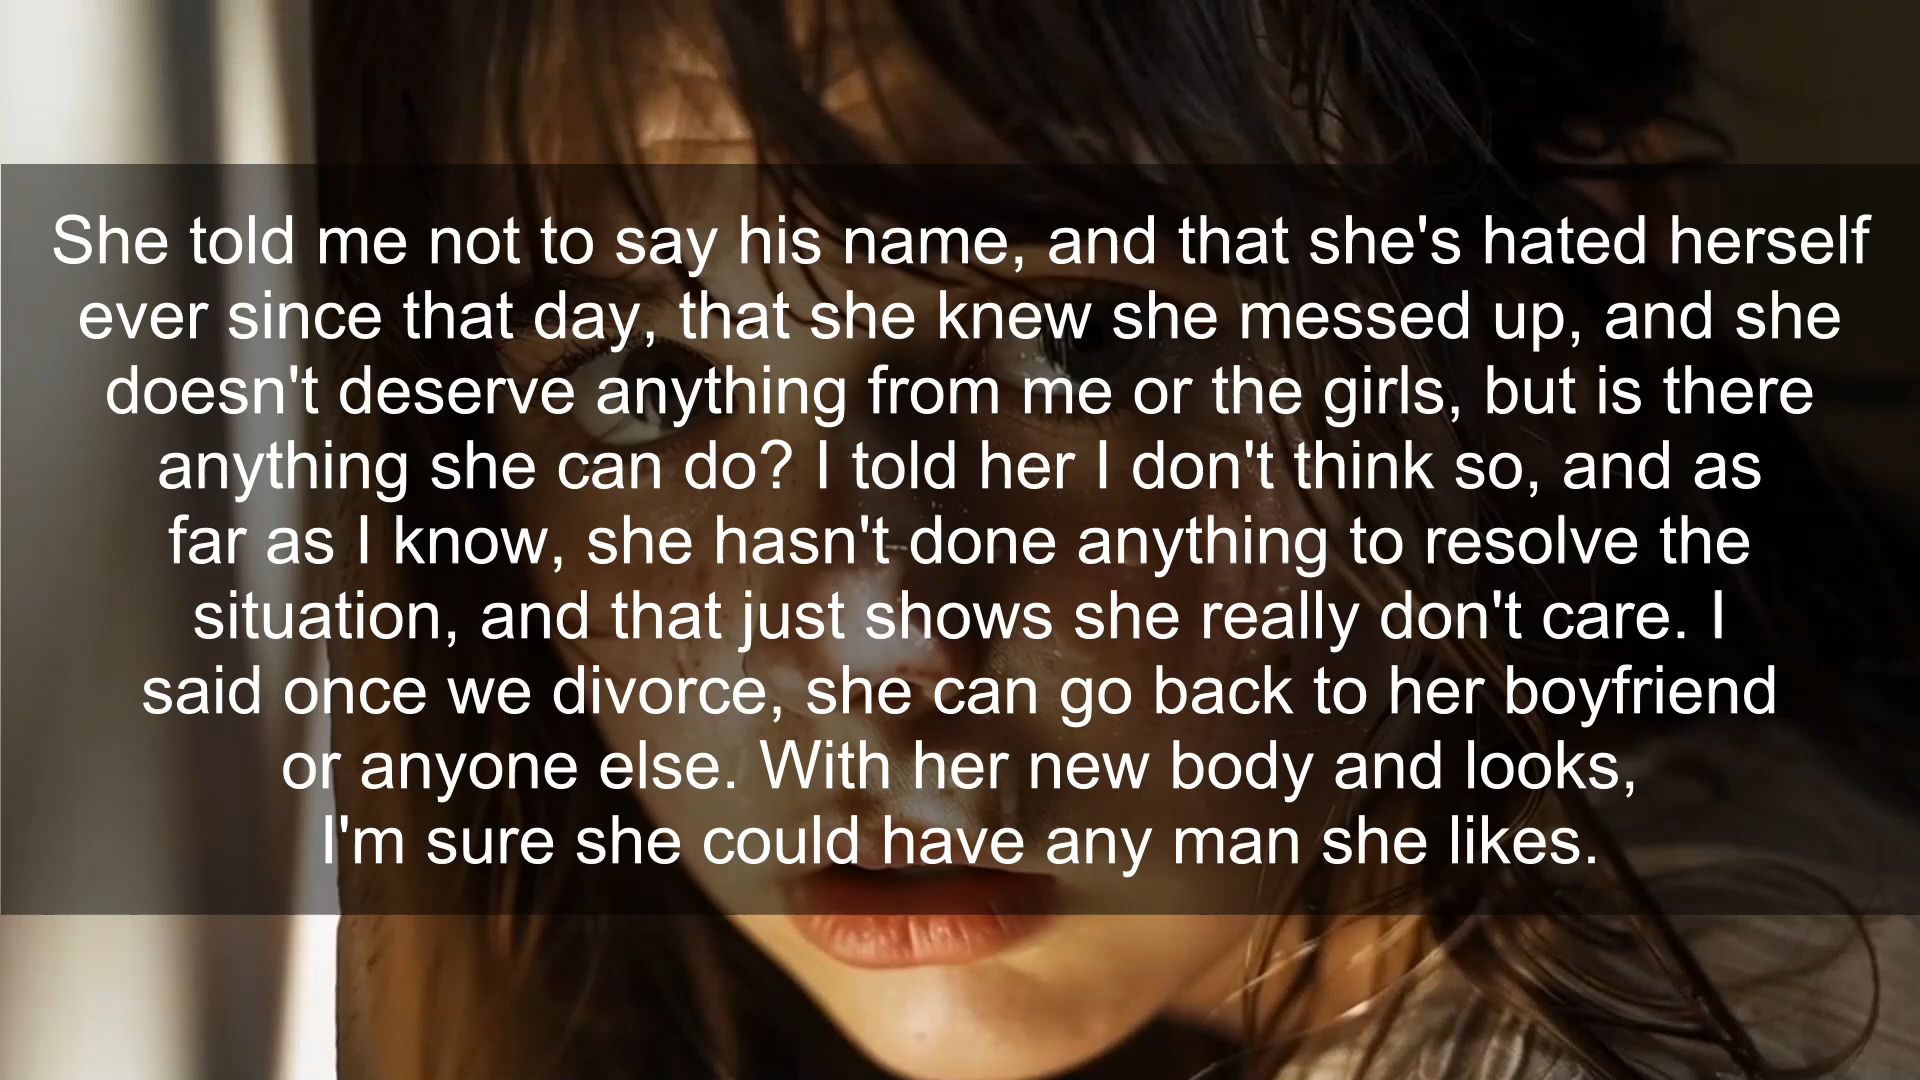 She told me not to say his name, and that she's hated herself
ever since that day, that she knew she messed up, and she
doesn't deserve anything from me or the girls, but is there
anything she can do? I told her I don't think so, and as
far as I know, she hasn't done anything to resolve the
situation, and that just shows she really don't care. I
said once we divorce, she can go back to her boyfriend
or anyone else. With her new body and looks,
I'm sure she could have any man she likes.